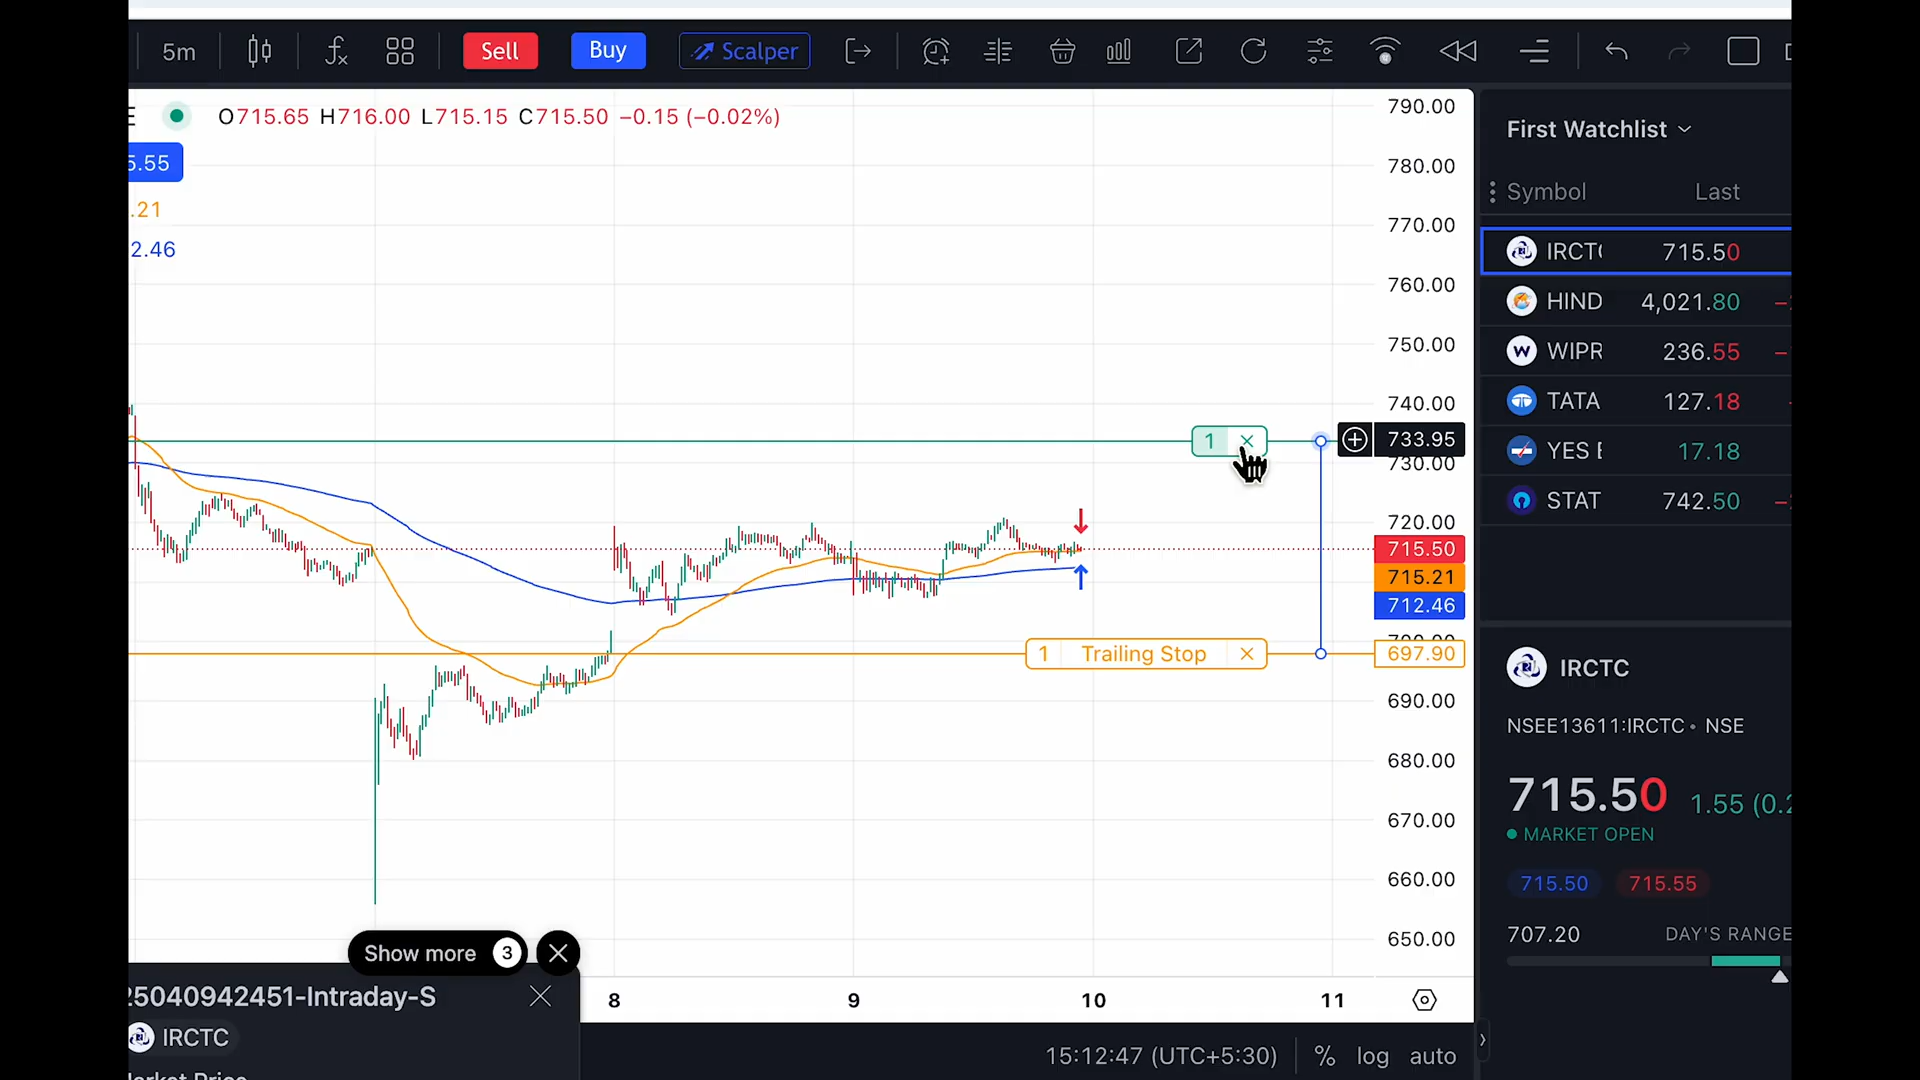 5m Sell Buy Scalper
E O715.65 H716.00 L715.15 C715.50 −0.15 (−0.02%)
5.55
.21
2.46
790.00
780.00
770.00
760.00
750.00
740.00
1 × 733.95
730.00
720.00
715.50
715.21
712.46
1 Trailing Stop × 697.90
690.00
680.00
670.00
660.00
650.00
8 9 10 11
15:12:47 (UTC+5:30) % log auto
Show more 3
25040942451-Intraday-S
IRCTC
First Watchlist
Symbol Last
IRCT 715.50
HIND 4,021.80
WIPR 236.55
TATA 127.18
YES 17.18
STAT 742.50
IRCTC
NSEE13611:IRCTC • NSE
715.50 1.55 (0.2
MARKET OPEN
715.50 715.55
707.20 DAY'S RANGE